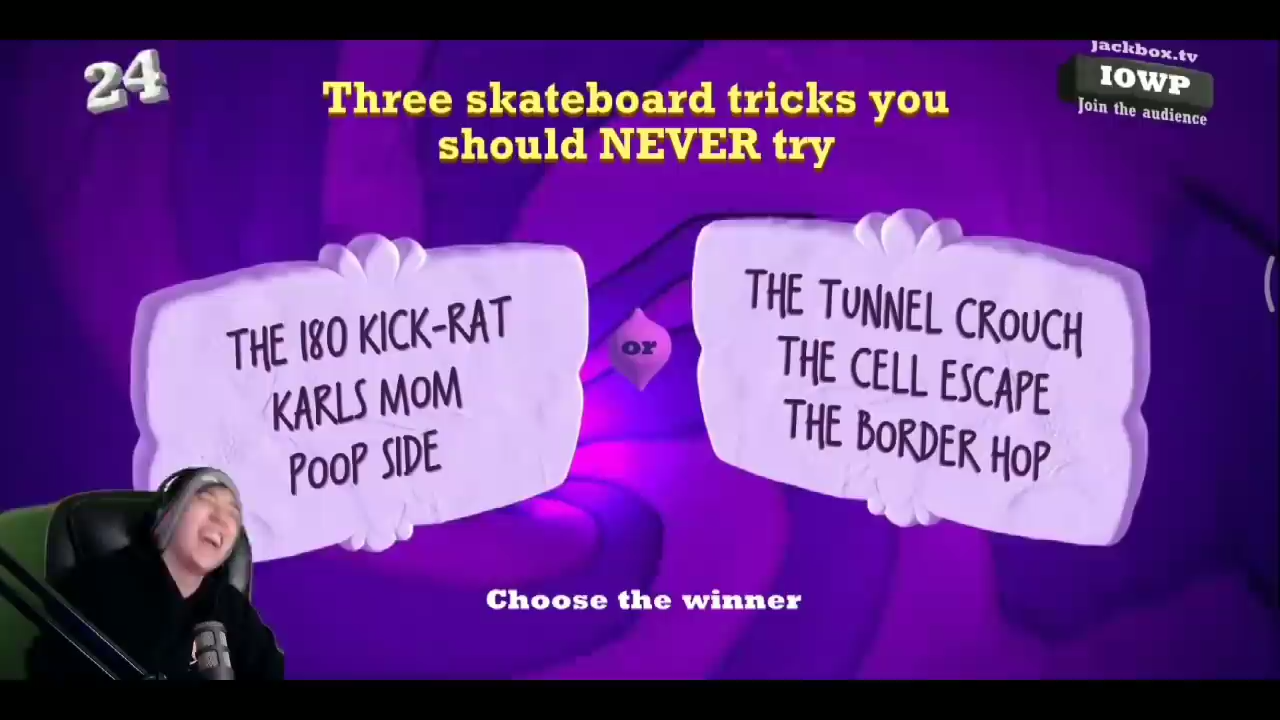 24
jackbox.tv
IOWP
Join the audience
Three skateboard tricks you
should NEVER try
THE 180 KICK-RAT
KARLS MOM
POOP SIDE
or
THE TUNNEL CROUCH
THE CELL ESCAPE
THE BORDER HOP
Choose the winner